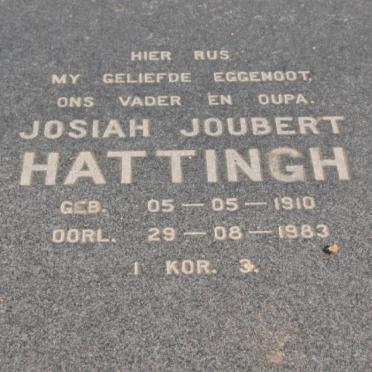 HIER RUS
MY GELIEFDE EGGENOOT,
ONS VADER EN OUPA.
JOSIAH JOUBERT
HATTINGH
GEB. 05 — 05 — 1910
OORL. 29 — 08 — 1983
1 KOR. 3.